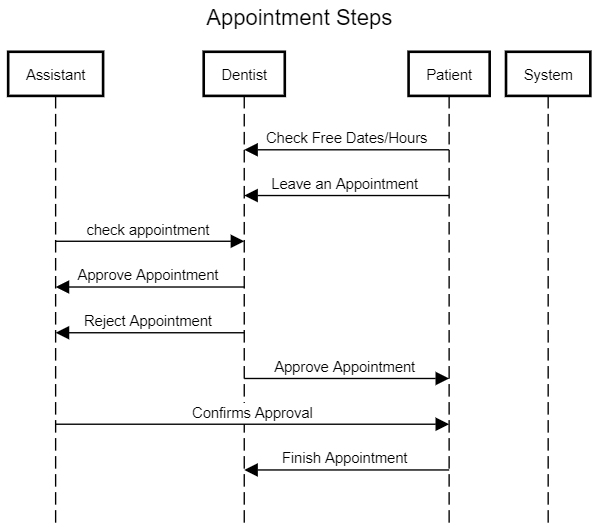 Appointment Steps
Assistant
Dentist
Patient
System
Check Free Dates/Hours
Leave an Appointment
check appointment
Approve Appointment
Reject Appointment
Approve Appointment
Confirms Approval
Finish Appointment